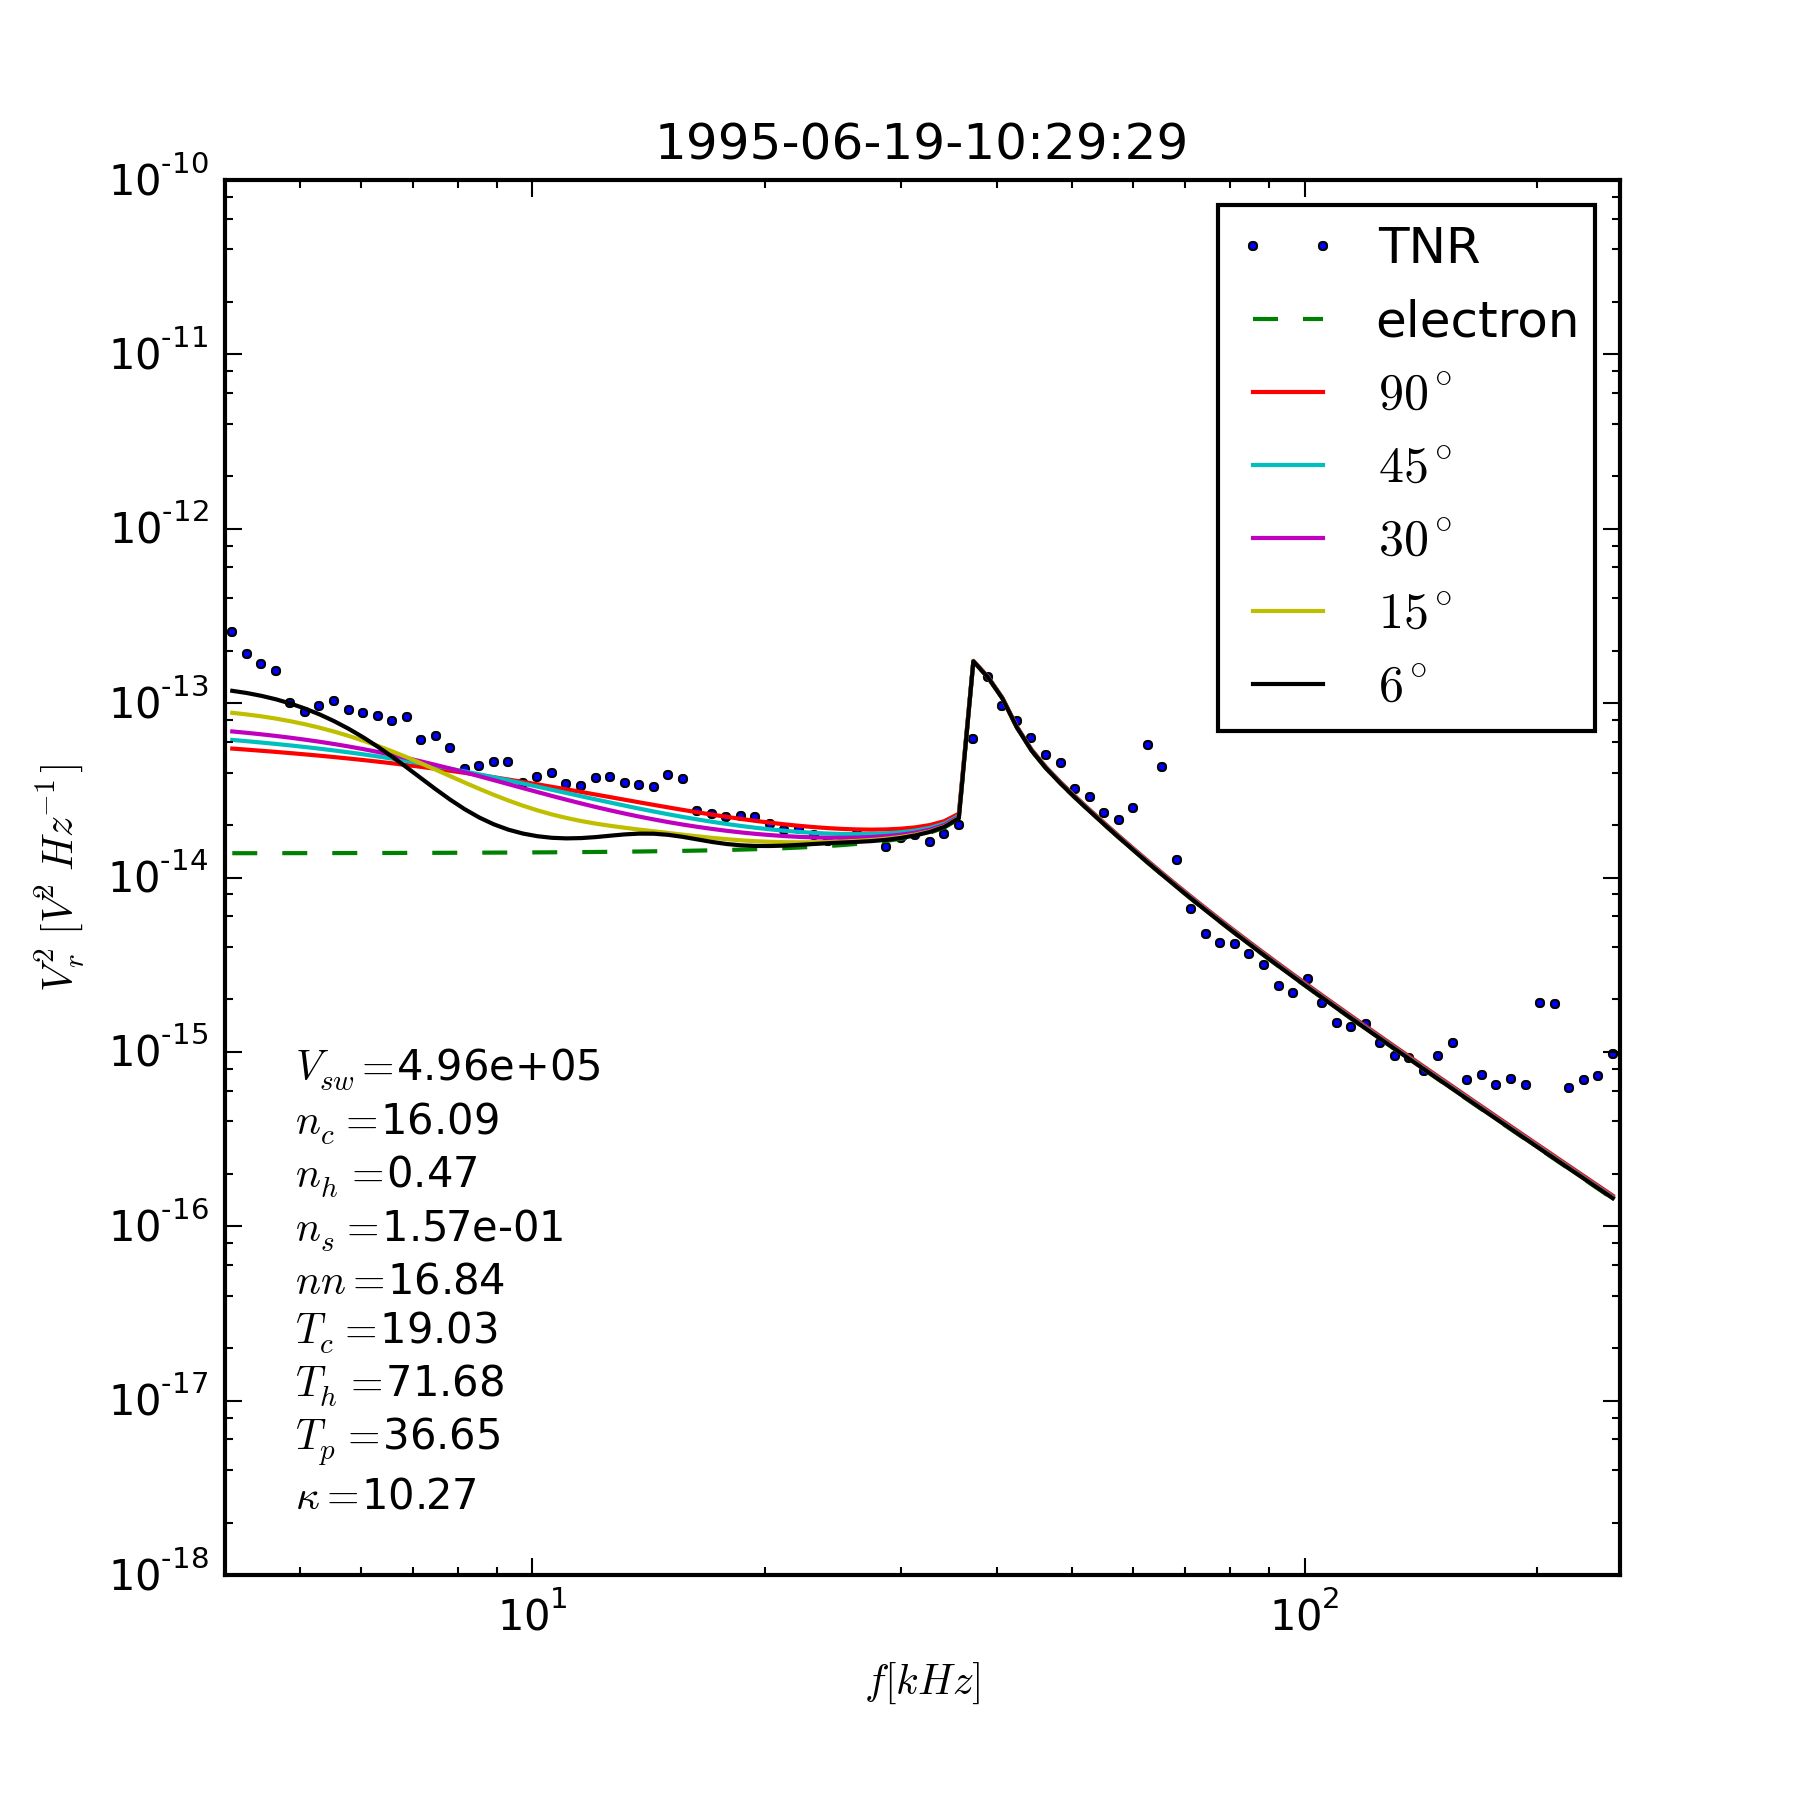 1995-06-19-10:29:29
10^-10
10^-11
10^-12
10^-13
10^-14
10^-15
10^-16
10^-17
10^-18
V_r^2 [V^2 Hz^-1]
TNR
electron
90°
45°
30°
15°
6°
V_sw=4.96e+05
n_c=16.09
n_h=0.47
n_s=1.57e-01
nn=16.84
T_c=19.03
T_h=71.68
T_p=36.65
κ=10.27
10^1 10^2
f[kHz]